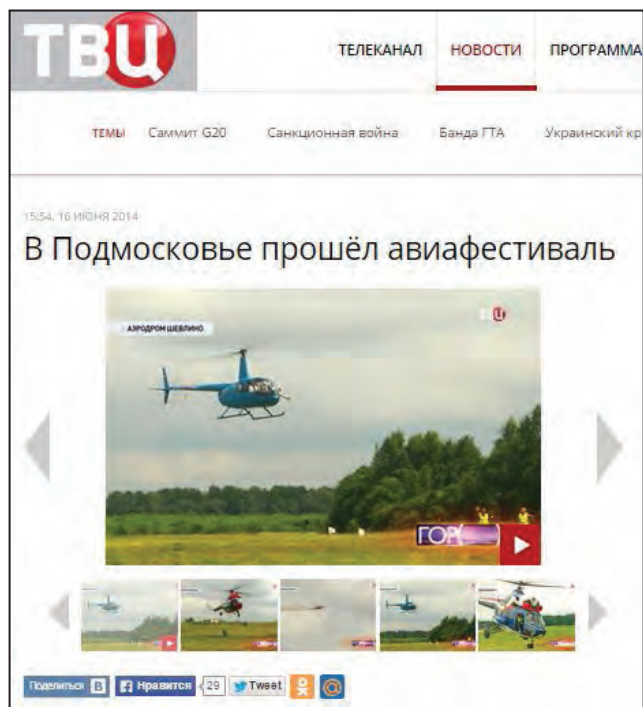 ТВЦ
ТЕЛЕКАНАЛ НОВОСТИ ПРОГРАММА
ТЕМЫ Саммит G20 Санкционная война Банда ГТА Украинский кр
15:54, 16 ИЮНЯ 2014
В Подмосковье прошёл авиафестиваль
АЭРОДРОМ ШЕВЛИНО
ГОР
Поделиться В Нравится 29 Tweet